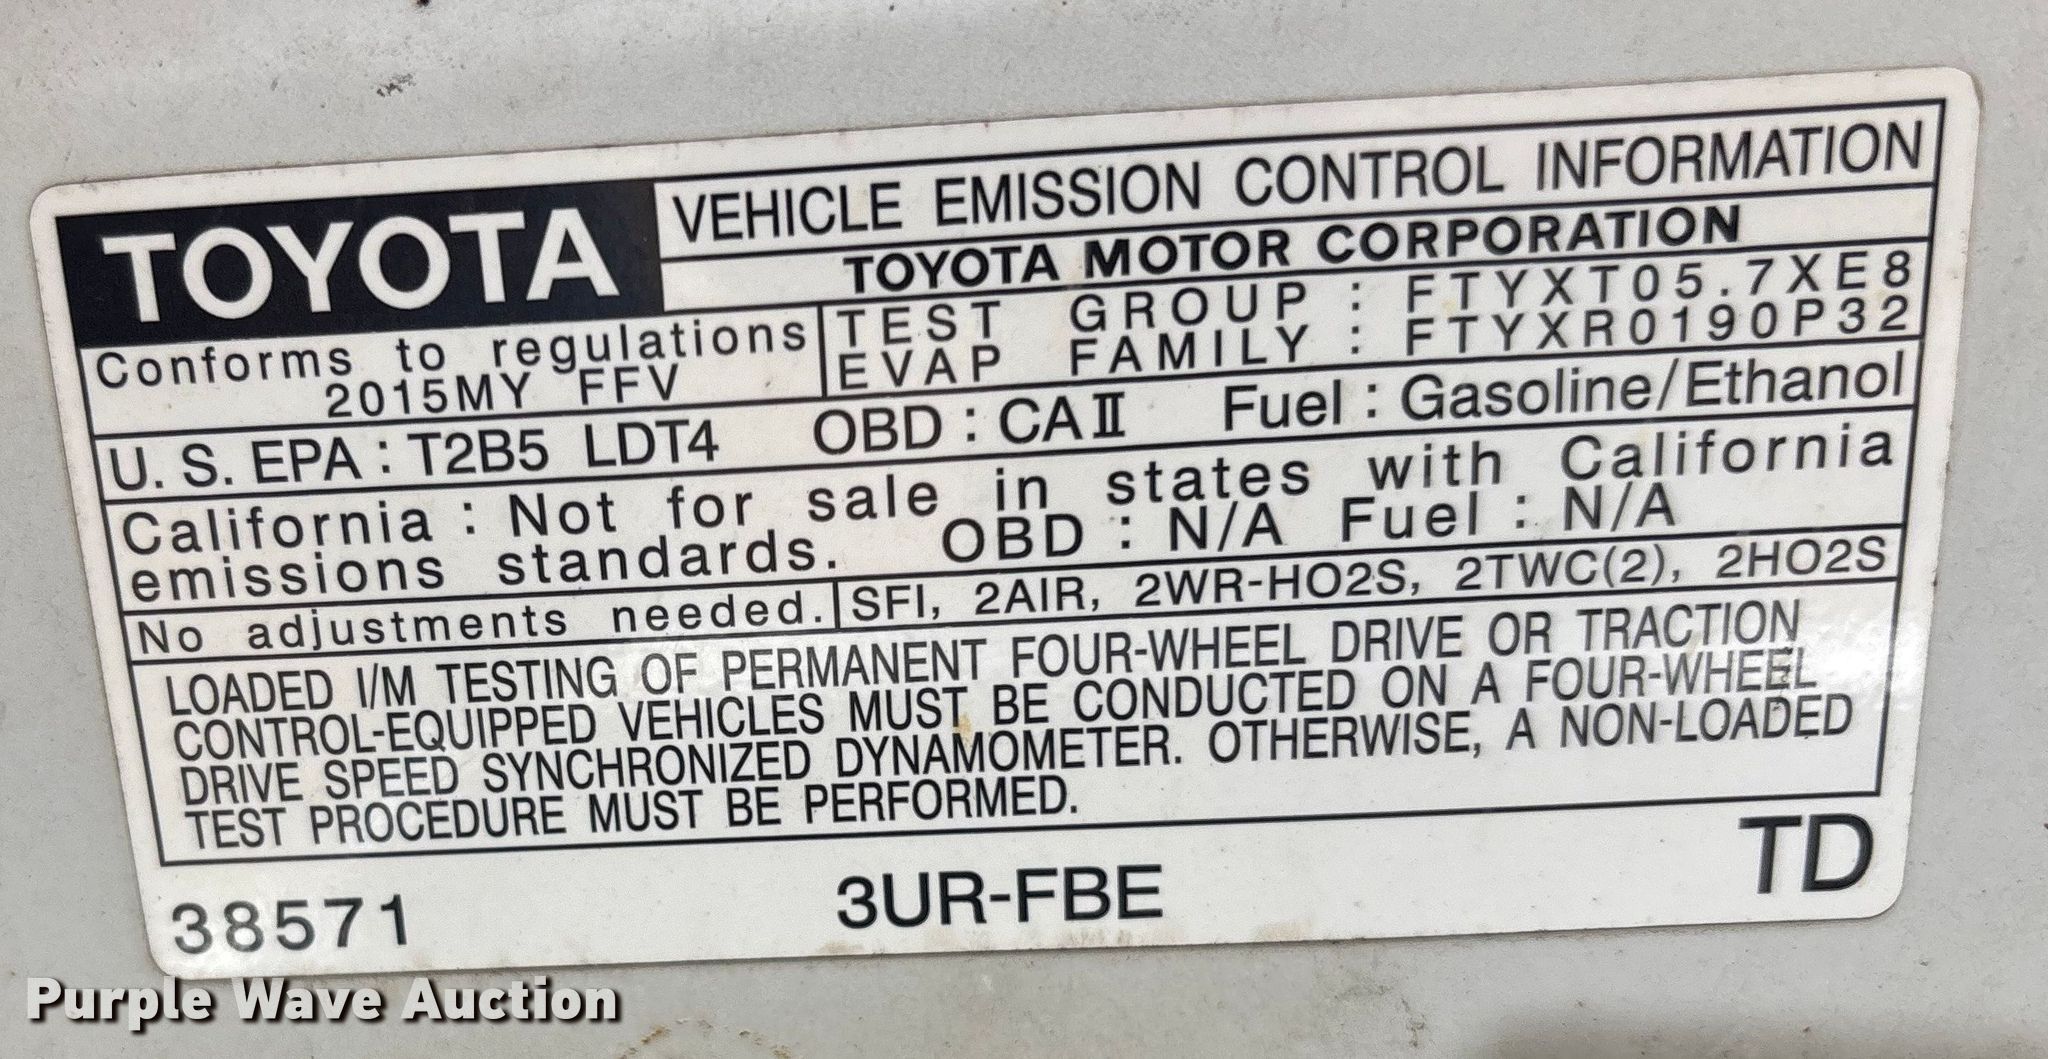 TOYOTA
VEHICLE EMISSION CONTROL INFORMATION
TOYOTA MOTOR CORPORATION
Conforms to regulations
2015MY FFV
TEST GROUP : FTYXT05.7XE8
EVAP FAMILY : FTYXR0190P32
U.S. EPA : T2B5 LDT4 OBD : CAⅡ Fuel : Gasoline/Ethanol
California : Not for sale in states with California
emissions standards. OBD : N/A Fuel : N/A
No adjustments needed.
SFI, 2AIR, 2WR-HO2S, 2TWC(2), 2HO2S
LOADED I/M TESTING OF PERMANENT FOUR-WHEEL DRIVE OR TRACTION
CONTROL-EQUIPPED VEHICLES MUST BE CONDUCTED ON A FOUR-WHEEL
DRIVE SPEED SYNCHRONIZED DYNAMOMETER. OTHERWISE, A NON-LOADED
TEST PROCEDURE MUST BE PERFORMED.
38571 3UR-FBE TD
Purple Wave Auction